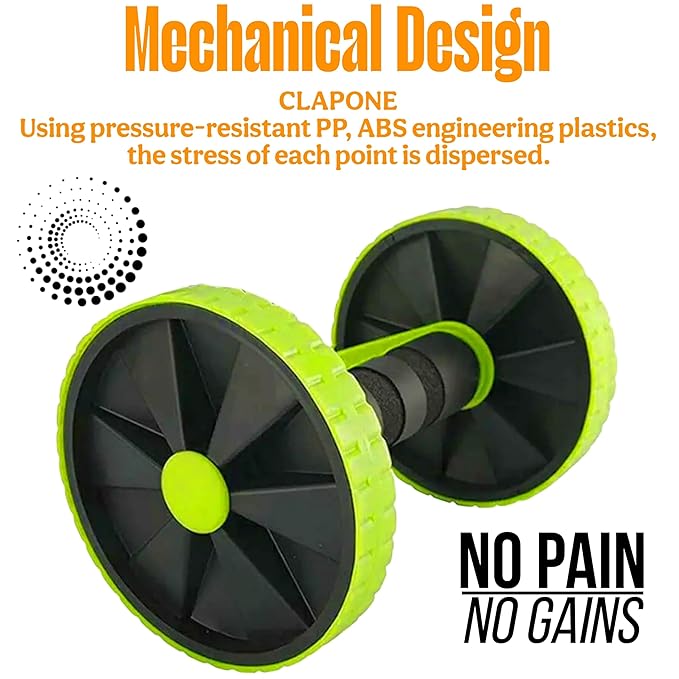 Mechanical Design
CLAPONE
Using pressure-resistant PP, ABS engineering plastics,
the stress of each point is dispersed.
NO PAIN
NO GAINS